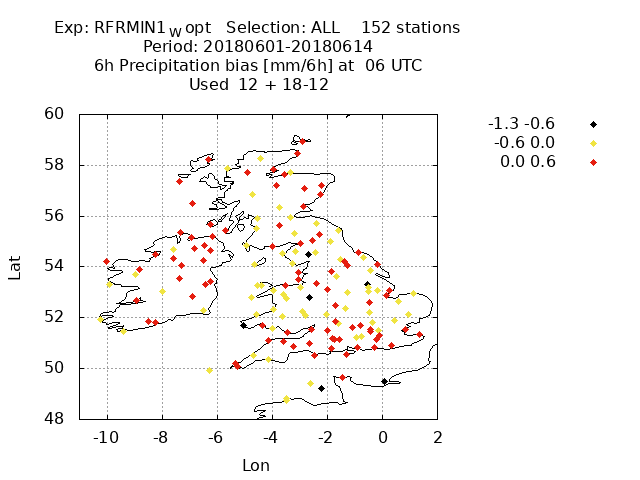 Exp: RFRMIN1wopt Selection: ALL 152 stations
Period: 20180601-20180614
6h Precipitation bias [mm/6h] at 06 UTC
Used 12 + 18-12
-1.3 -0.6
-0.6 0.0
0.0 0.6
60
58
56
54
52
50
48
Lat
-10 -8 -6 -4 -2 0 2
Lon